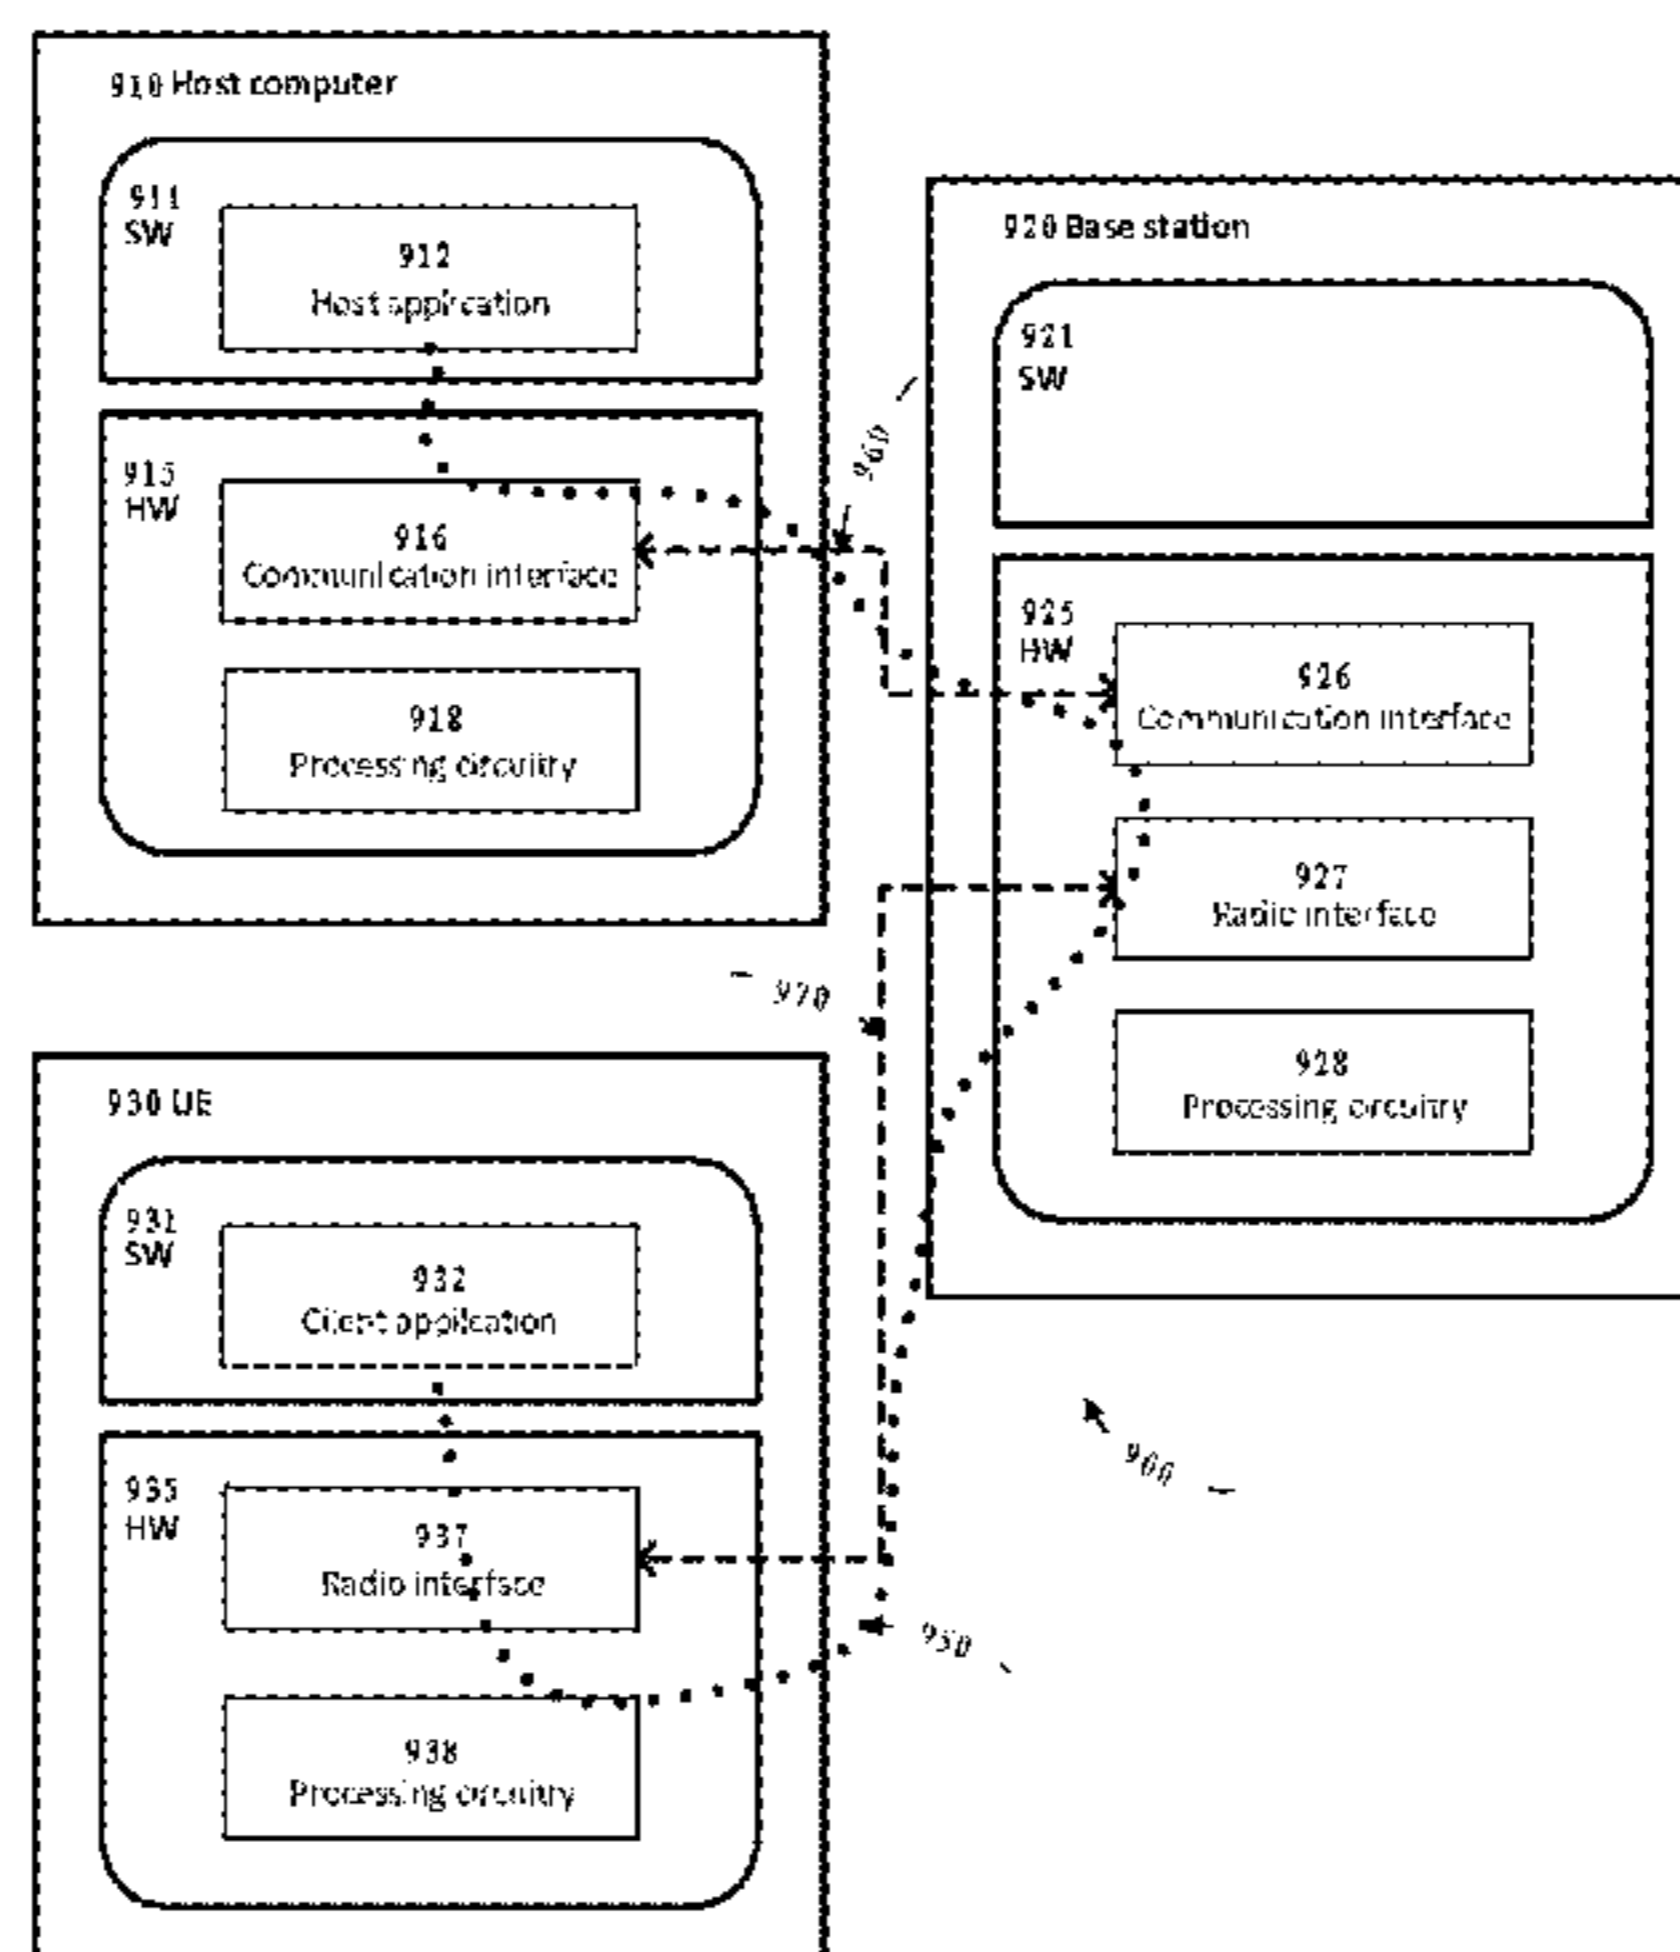 910 Host computer
911
SW
912
Host application
915
HW
916
Communication interface
918
Processing circuitry
960
920 Base station
921
SW
925
HW
926
Communication interface
927
Radio interface
928
Processing circuitry
970
930 UE
931
SW
932
Client application
935
HW
937
Radio interface
938
Processing circuitry
900
950